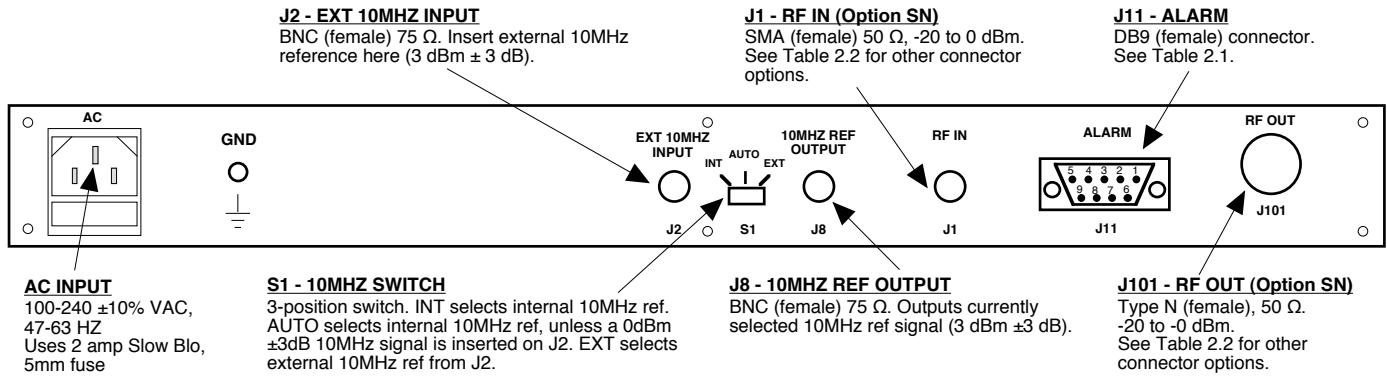 J2 - EXT 10MHZ INPUT
BNC (female) 75 Ω. Insert external 10MHz
reference here (3 dBm ± 3 dB).
J1 - RF IN (Option SN)
SMA (female) 50 Ω, -20 to 0 dBm.
See Table 2.2 for other connector
options.
J11 - ALARM
DB9 (female) connector.
See Table 2.1.
AC
GND
EXT 10MHZ
INPUT
INT
AUTO
EXT
10MHZ REF
OUTPUT
RF IN
ALARM
RF OUT
5 4 3 2 1
9 8 7 6
J2
S1
J8
J1
J11
J101
AC INPUT
100-240 ±10% VAC,
47-63 HZ
Uses 2 amp Slow Blo,
5mm fuse
S1 - 10MHZ SWITCH
3-position switch. INT selects internal 10MHz ref.
AUTO selects internal 10MHz ref, unless a 0dBm
±3dB 10MHz signal is inserted on J2. EXT selects
external 10MHz ref from J2.
J8 - 10MHZ REF OUTPUT
BNC (female) 75 Ω. Outputs currently
selected 10MHz ref signal (3 dBm ±3 dB).
J101 - RF OUT (Option SN)
Type N (female), 50 Ω.
-20 to -0 dBm.
See Table 2.2 for other
connector options.